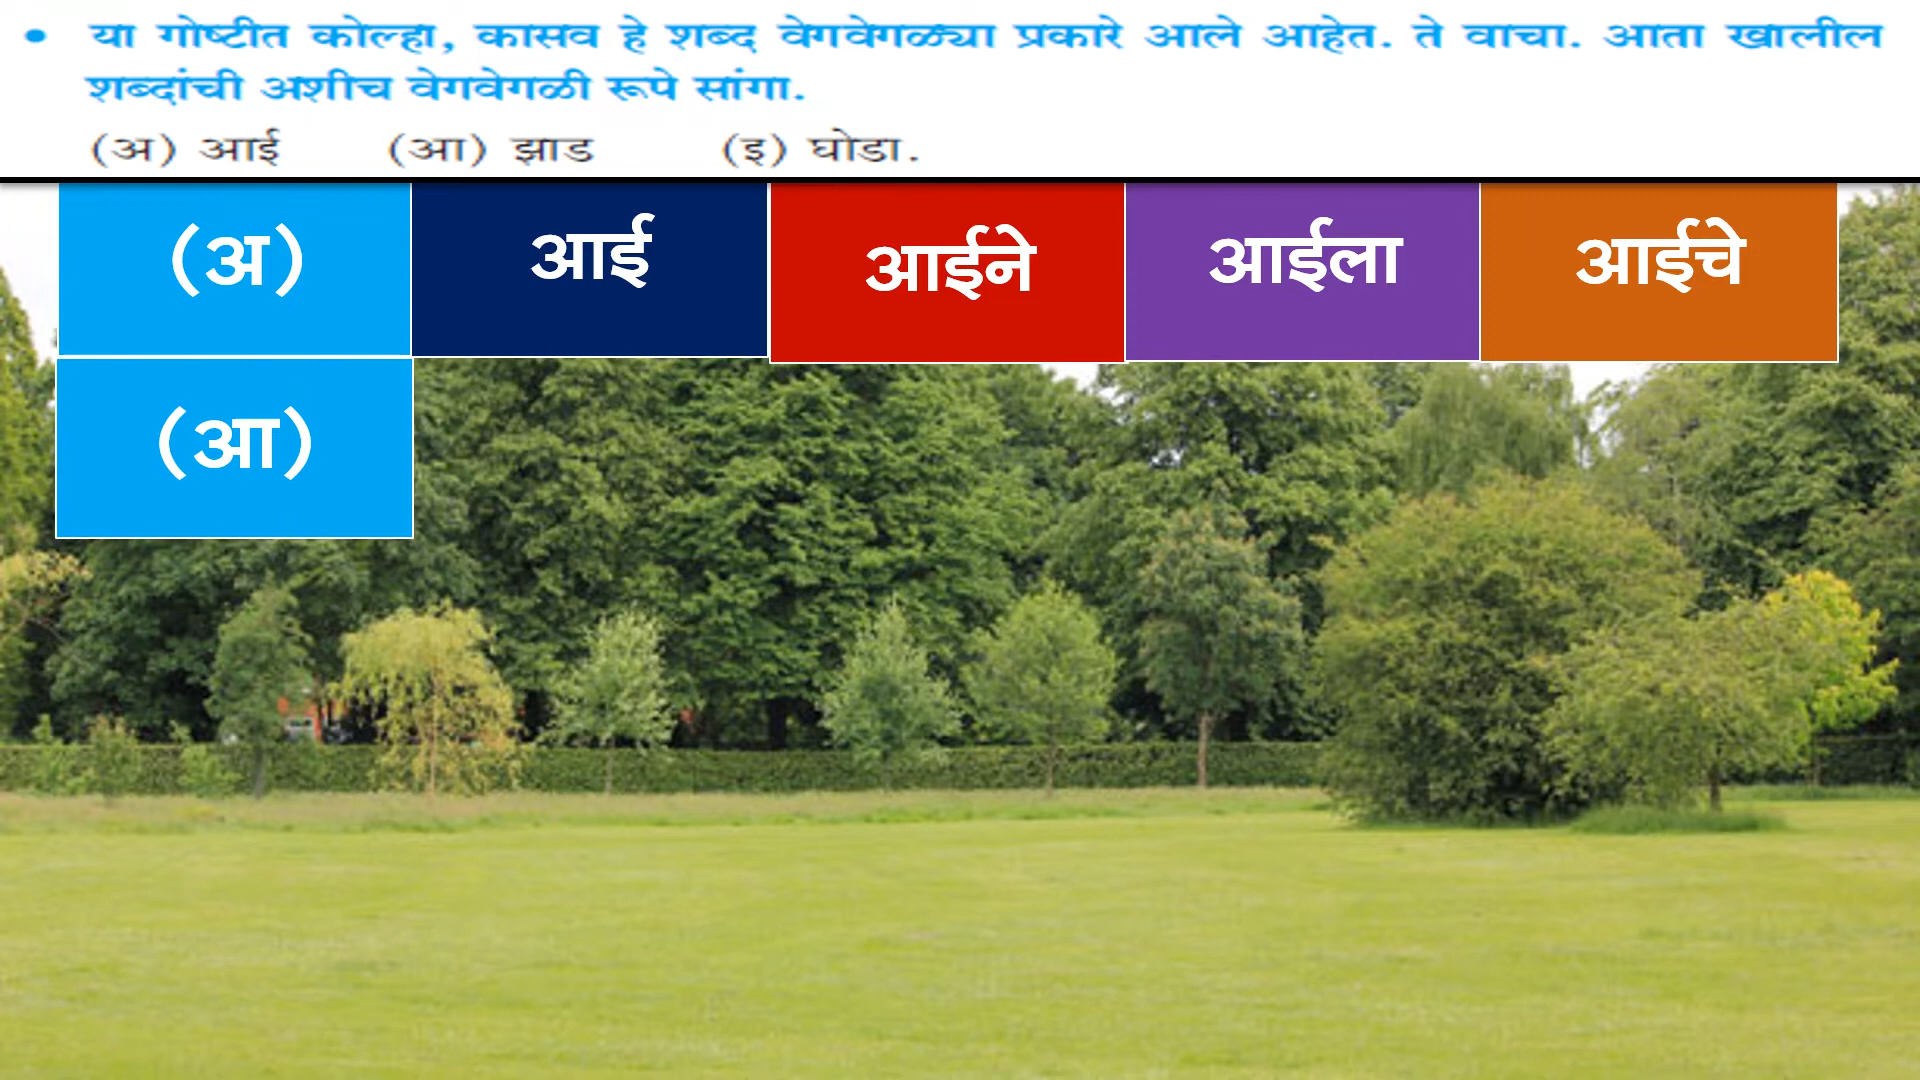 • या गोष्टीत कोल्हा, कासव हे शब्द वेगवेगळ्या प्रकारे आले आहेत. ते वाचा. आता खालील
शब्दांची अशीच वेगवेगळी रूपे सांगा.
(अ) आई (आ) झाड (इ) घोडा.
(अ) आई आईने आईला आईचे
(आ)